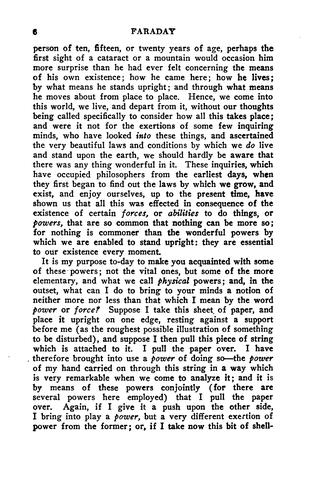 6 FARADAY
person of ten, fifteen, or twenty years of age, perhaps the
first sight of a cataract or a mountain would occasion him
more surprise than he had ever felt concerning the means
of his own existence; how he came here; how he lives;
by what means he stands upright; and through what means
he moves about from place to place. Hence, we come into
this world, we live, and depart from it, without our thoughts
being called specifically to consider how all this takes place;
and were it not for the exertions of some few inquiring
minds, who have looked into these things, and ascertained
the very beautiful laws and conditions by which we do live
and stand upon the earth, we should hardly be aware that
there was any thing wonderful in it. These inquiries, which
have occupied philosophers from the earliest days, when
they first began to find out the laws by which we grow, and
exist, and enjoy ourselves, up to the present time, have
shown us that all this was effected in consequence of the
existence of certain forces, or abilities to do things, or
powers, that are so common that nothing can be more so;
for nothing is commoner than the wonderful powers by
which we are enabled to stand upright: they are essential
to our existence every moment.
It is my purpose to-day to make you acquainted with some
of these powers; not the vital ones, but some of the more
elementary, and what we call physical powers; and, in the
outset, what can I do to bring to your minds a notion of
neither more nor less than that which I mean by the word
power or force? Suppose I take this sheet of paper, and
place it upright on one edge, resting against a support
before me (as the roughest possible illustration of something
to be disturbed), and suppose I then pull this piece of string
which is attached to it. I pull the paper over. I have
therefore brought into use a power of doing so—the power
of my hand carried on through this string in a way which
is very remarkable when we come to analyze it; and it is
by means of these powers conjointly (for there are
several powers here employed) that I pull the paper
over. Again, if I give it a push upon the other side,
I bring into play a power, but a very different exertion of
power from the former; or, if I take now this bit of shell-